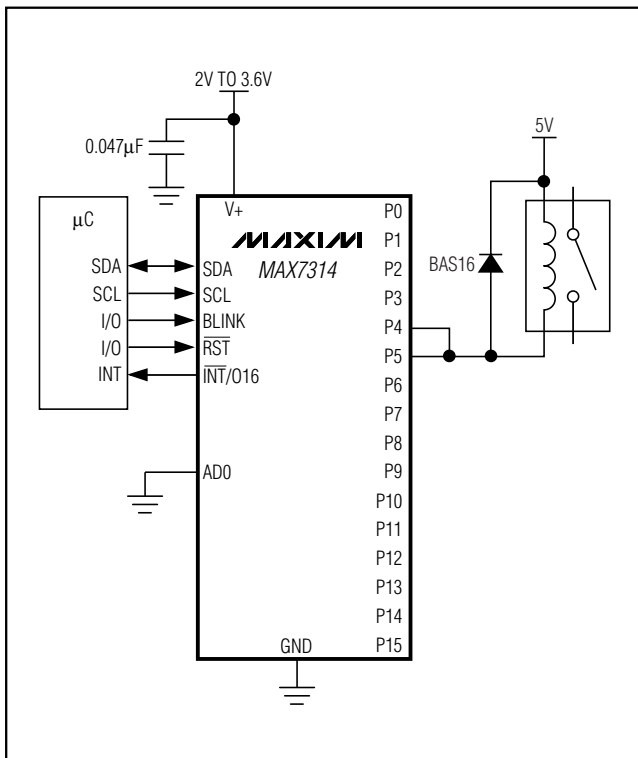 2V TO 3.6V
0.047µF
5V
µC
SDA
SCL
I/O
I/O
INT
V+
MAXIM
MAX7314
SDA
SCL
BLINK
RST
INT/O16
AD0
GND
P0
P1
P2
P3
P4
P5
P6
P7
P8
P9
P10
P11
P12
P13
P14
P15
BAS16